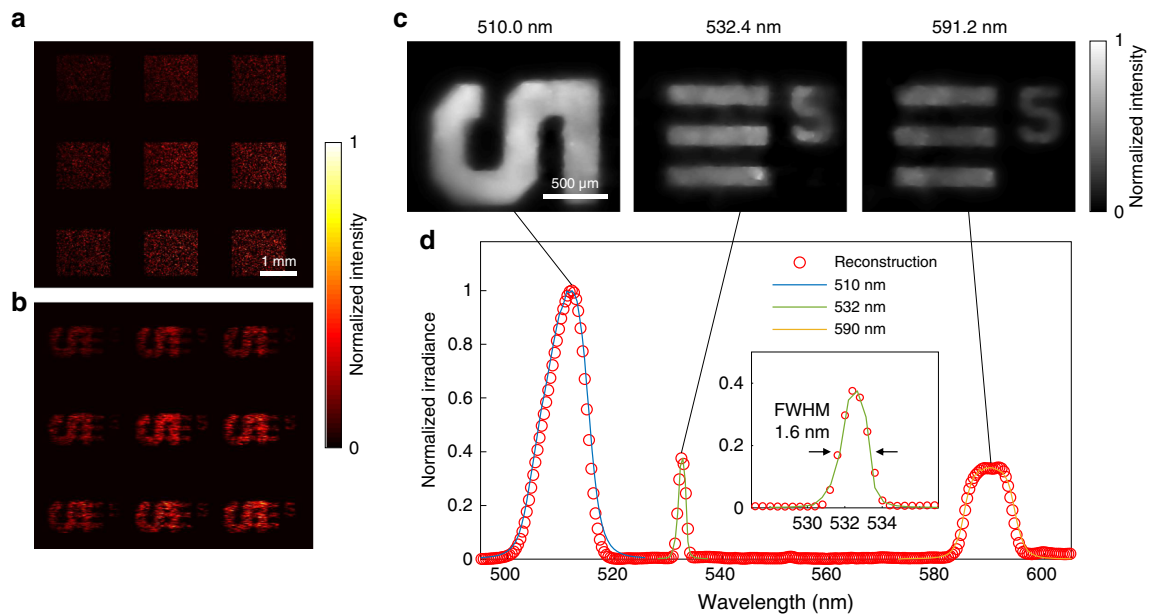 a
1 mm
b
1
0
Normalized intensity
c
510.0 nm
532.4 nm
591.2 nm
500 µm
1
0
Normalized intensity
d
Reconstruction
510 nm
532 nm
590 nm
1
0.8
0.6
0.4
0.2
0
Normalized irradiance
500
520
540
560
580
600
Wavelength (nm)
0.4
0.2
0
530
532
534
FWHM
1.6 nm
5
5
5